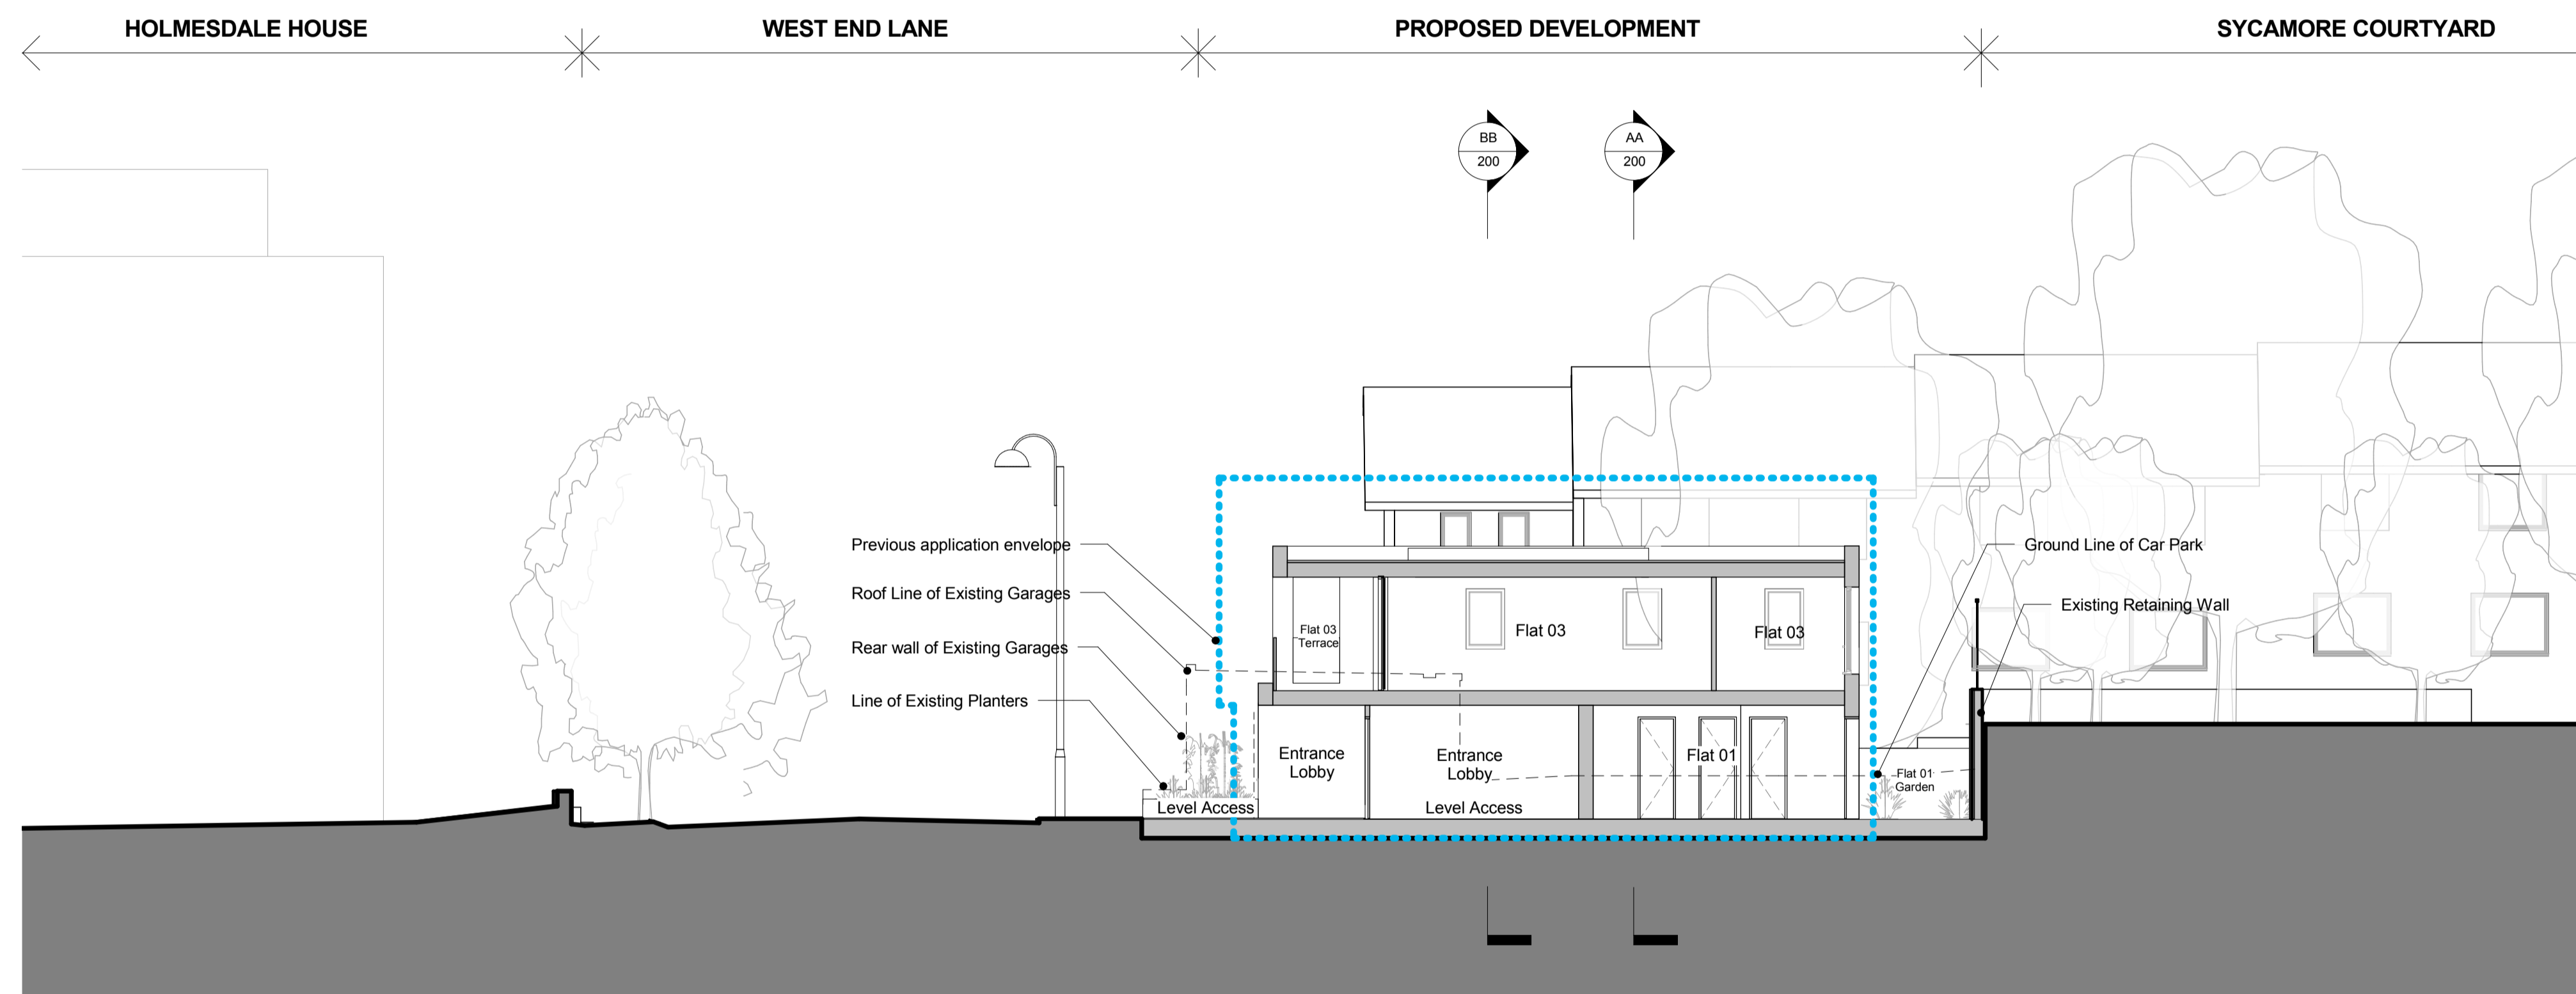 HOLMESDALE HOUSE
WEST END LANE
PROPOSED DEVELOPMENT
SYCAMORE COURTYARD
BB
200
AA
200
Previous application envelope
Roof Line of Existing Garages
Rear wall of Existing Garages
Line of Existing Planters
Ground Line of Car Park
Existing Retaining Wall
Flat 03
Terrace
Flat 03
Flat 03
Entrance
Lobby
Entrance
Lobby
Flat 01
Flat 01
Garden
Level Access
Level Access